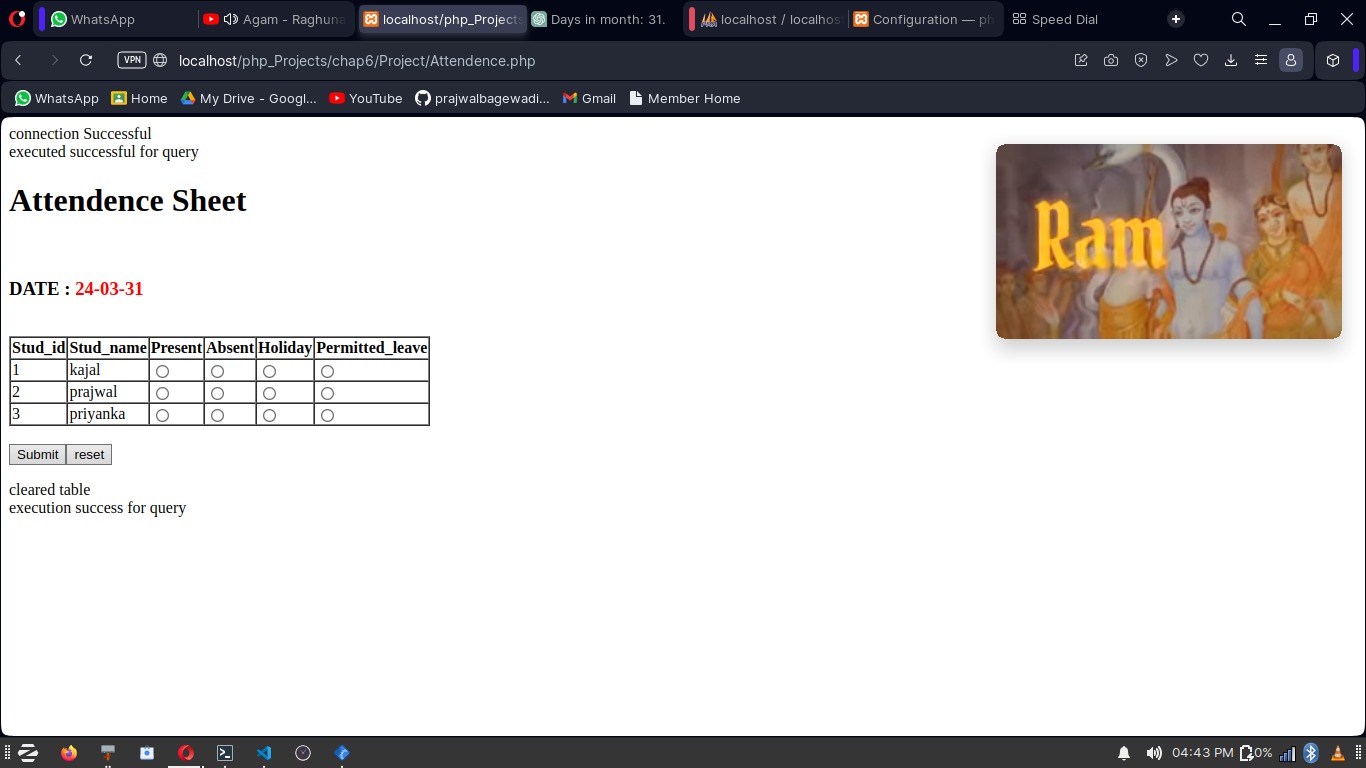 WhatsApp
Agam - Raghuna
localhost/php_Projects
Days in month: 31.
localhost / localhos
Configuration — ph
Speed Dial
VPN
localhost/php_Projects/chap6/Project/Attendence.php
WhatsApp
Home
My Drive - Googl...
YouTube
prajwalbagewadi...
Gmail
Member Home
connection Successful
executed successful for query
Attendence Sheet
Ram
DATE : 24-03-31
Stud_id Stud_name Present Absent Holiday Permitted_leave
1 kajal
2 prajwal
3 priyanka
Submit reset
cleared table
execution success for query
04:43 PM